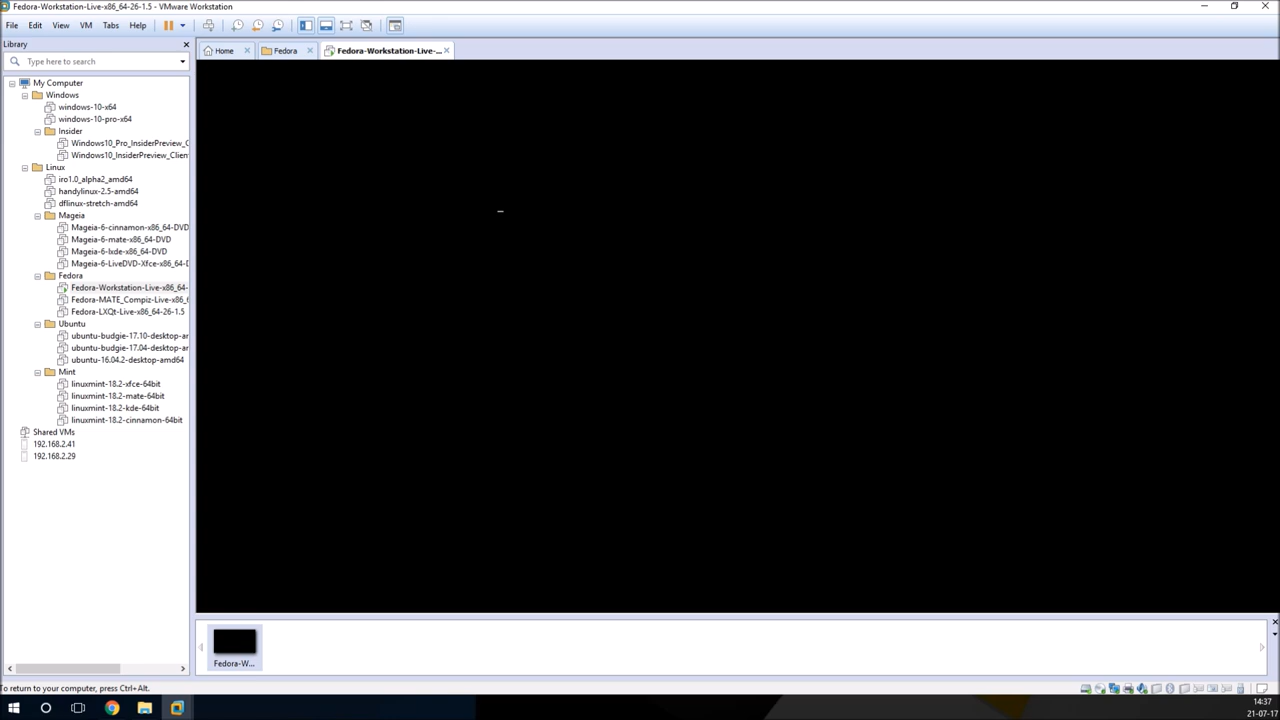 Fedora-Workstation-Live-x86_64-26-1.5 - VMware Workstation
File Edit View VM Tabs Help
Library
Type here to search
Home
Fedora
Fedora-Workstation-Live-...
My Computer
Windows
windows-10-x64
windows-10-pro-x64
Insider
Windows10_Pro_InsiderPreview_C
Windows10_InsiderPreview_Clien
Linux
iro1.0_alpha2_amd64
handylinux-2.5-amd64
dflinux-stretch-amd64
Mageia
Mageia-6-cinnamon-x86_64-DVD
Mageia-6-mate-x86_64-DVD
Mageia-6-lxde-x86_64-DVD
Mageia-6-LiveDVD-Xfce-x86_64-D
Fedora
Fedora-Workstation-Live-x86_64-
Fedora-MATE_Compiz-Live-x86_6
Fedora-LXQt-Live-x86_64-26-1.5
Ubuntu
ubuntu-budgie-17.10-desktop-am
ubuntu-budgie-17.04-desktop-am
ubuntu-16.04.2-desktop-amd64
Mint
linuxmint-18.2-xfce-64bit
linuxmint-18.2-mate-64bit
linuxmint-18.2-kde-64bit
linuxmint-18.2-cinnamon-64bit
Shared VMs
192.168.2.41
192.168.2.29
Fedora-W...
To return to your computer, press Ctrl+Alt.
14:37
21-07-17